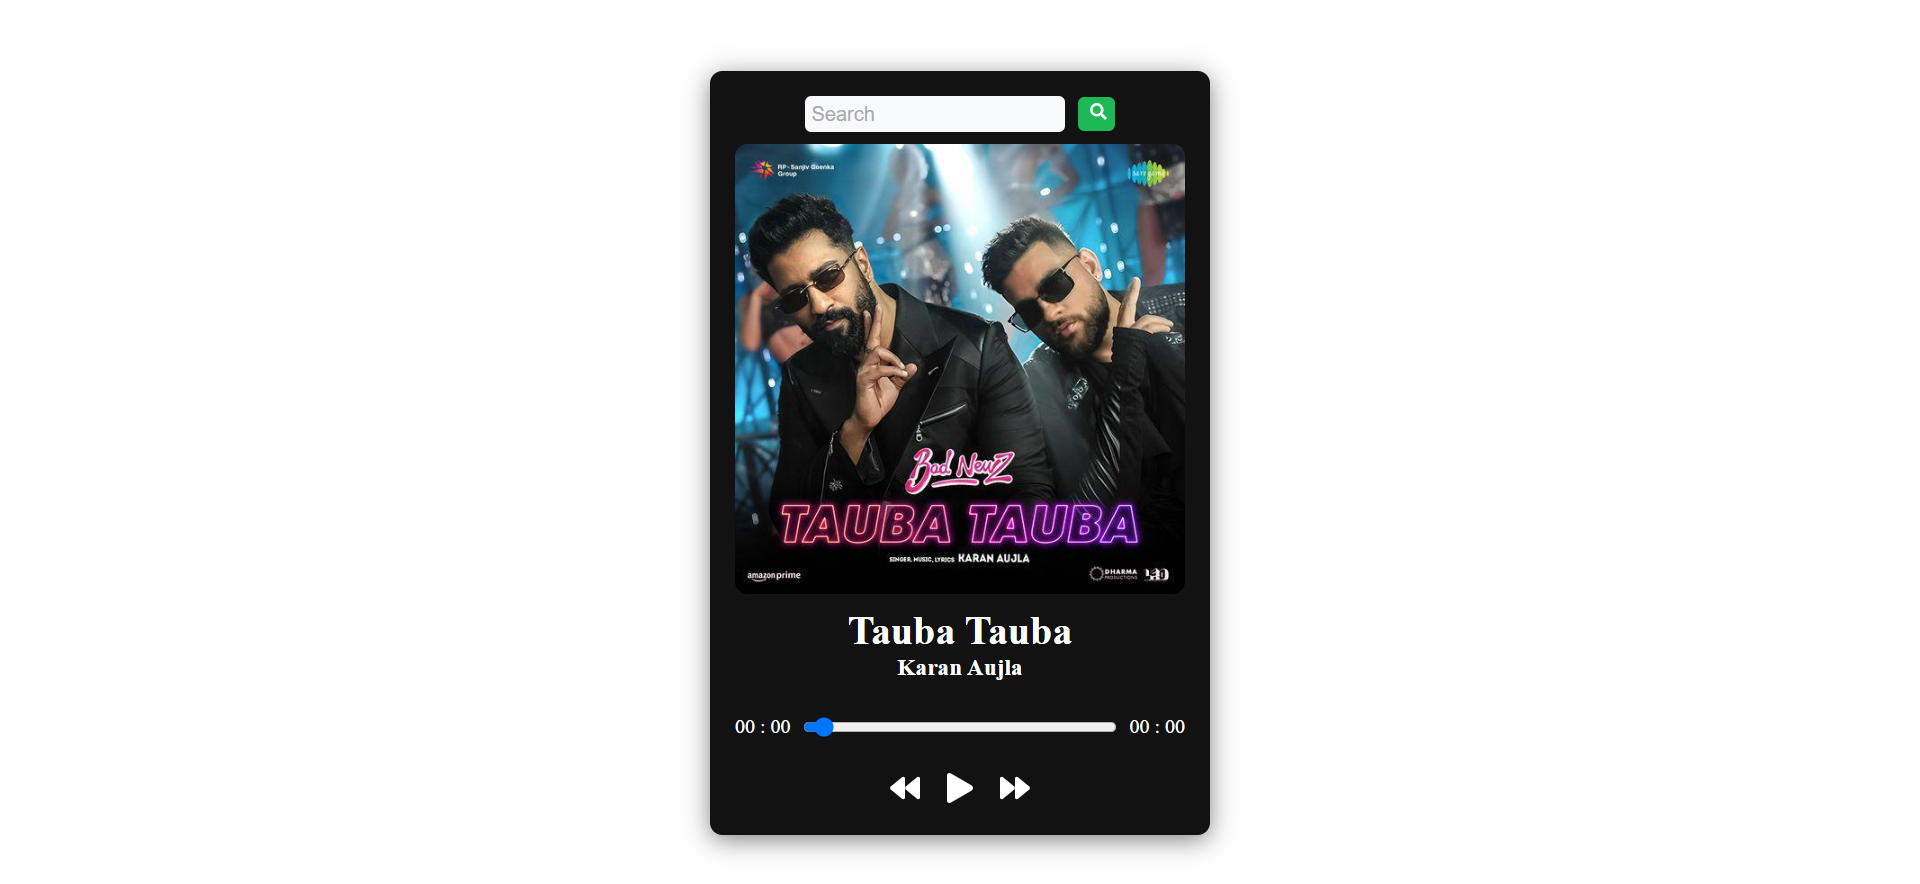 Search
RP - Sanjiv Goenka
Group
SAREGAMA
Bad Newz
TAUBA TAUBA
SINGER, MUSIC, LYRICS KARAN AUJLA
amazon prime
DHARMA
PRODUCTIONS
Tauba Tauba
Karan Aujla
00 : 00
00 : 00